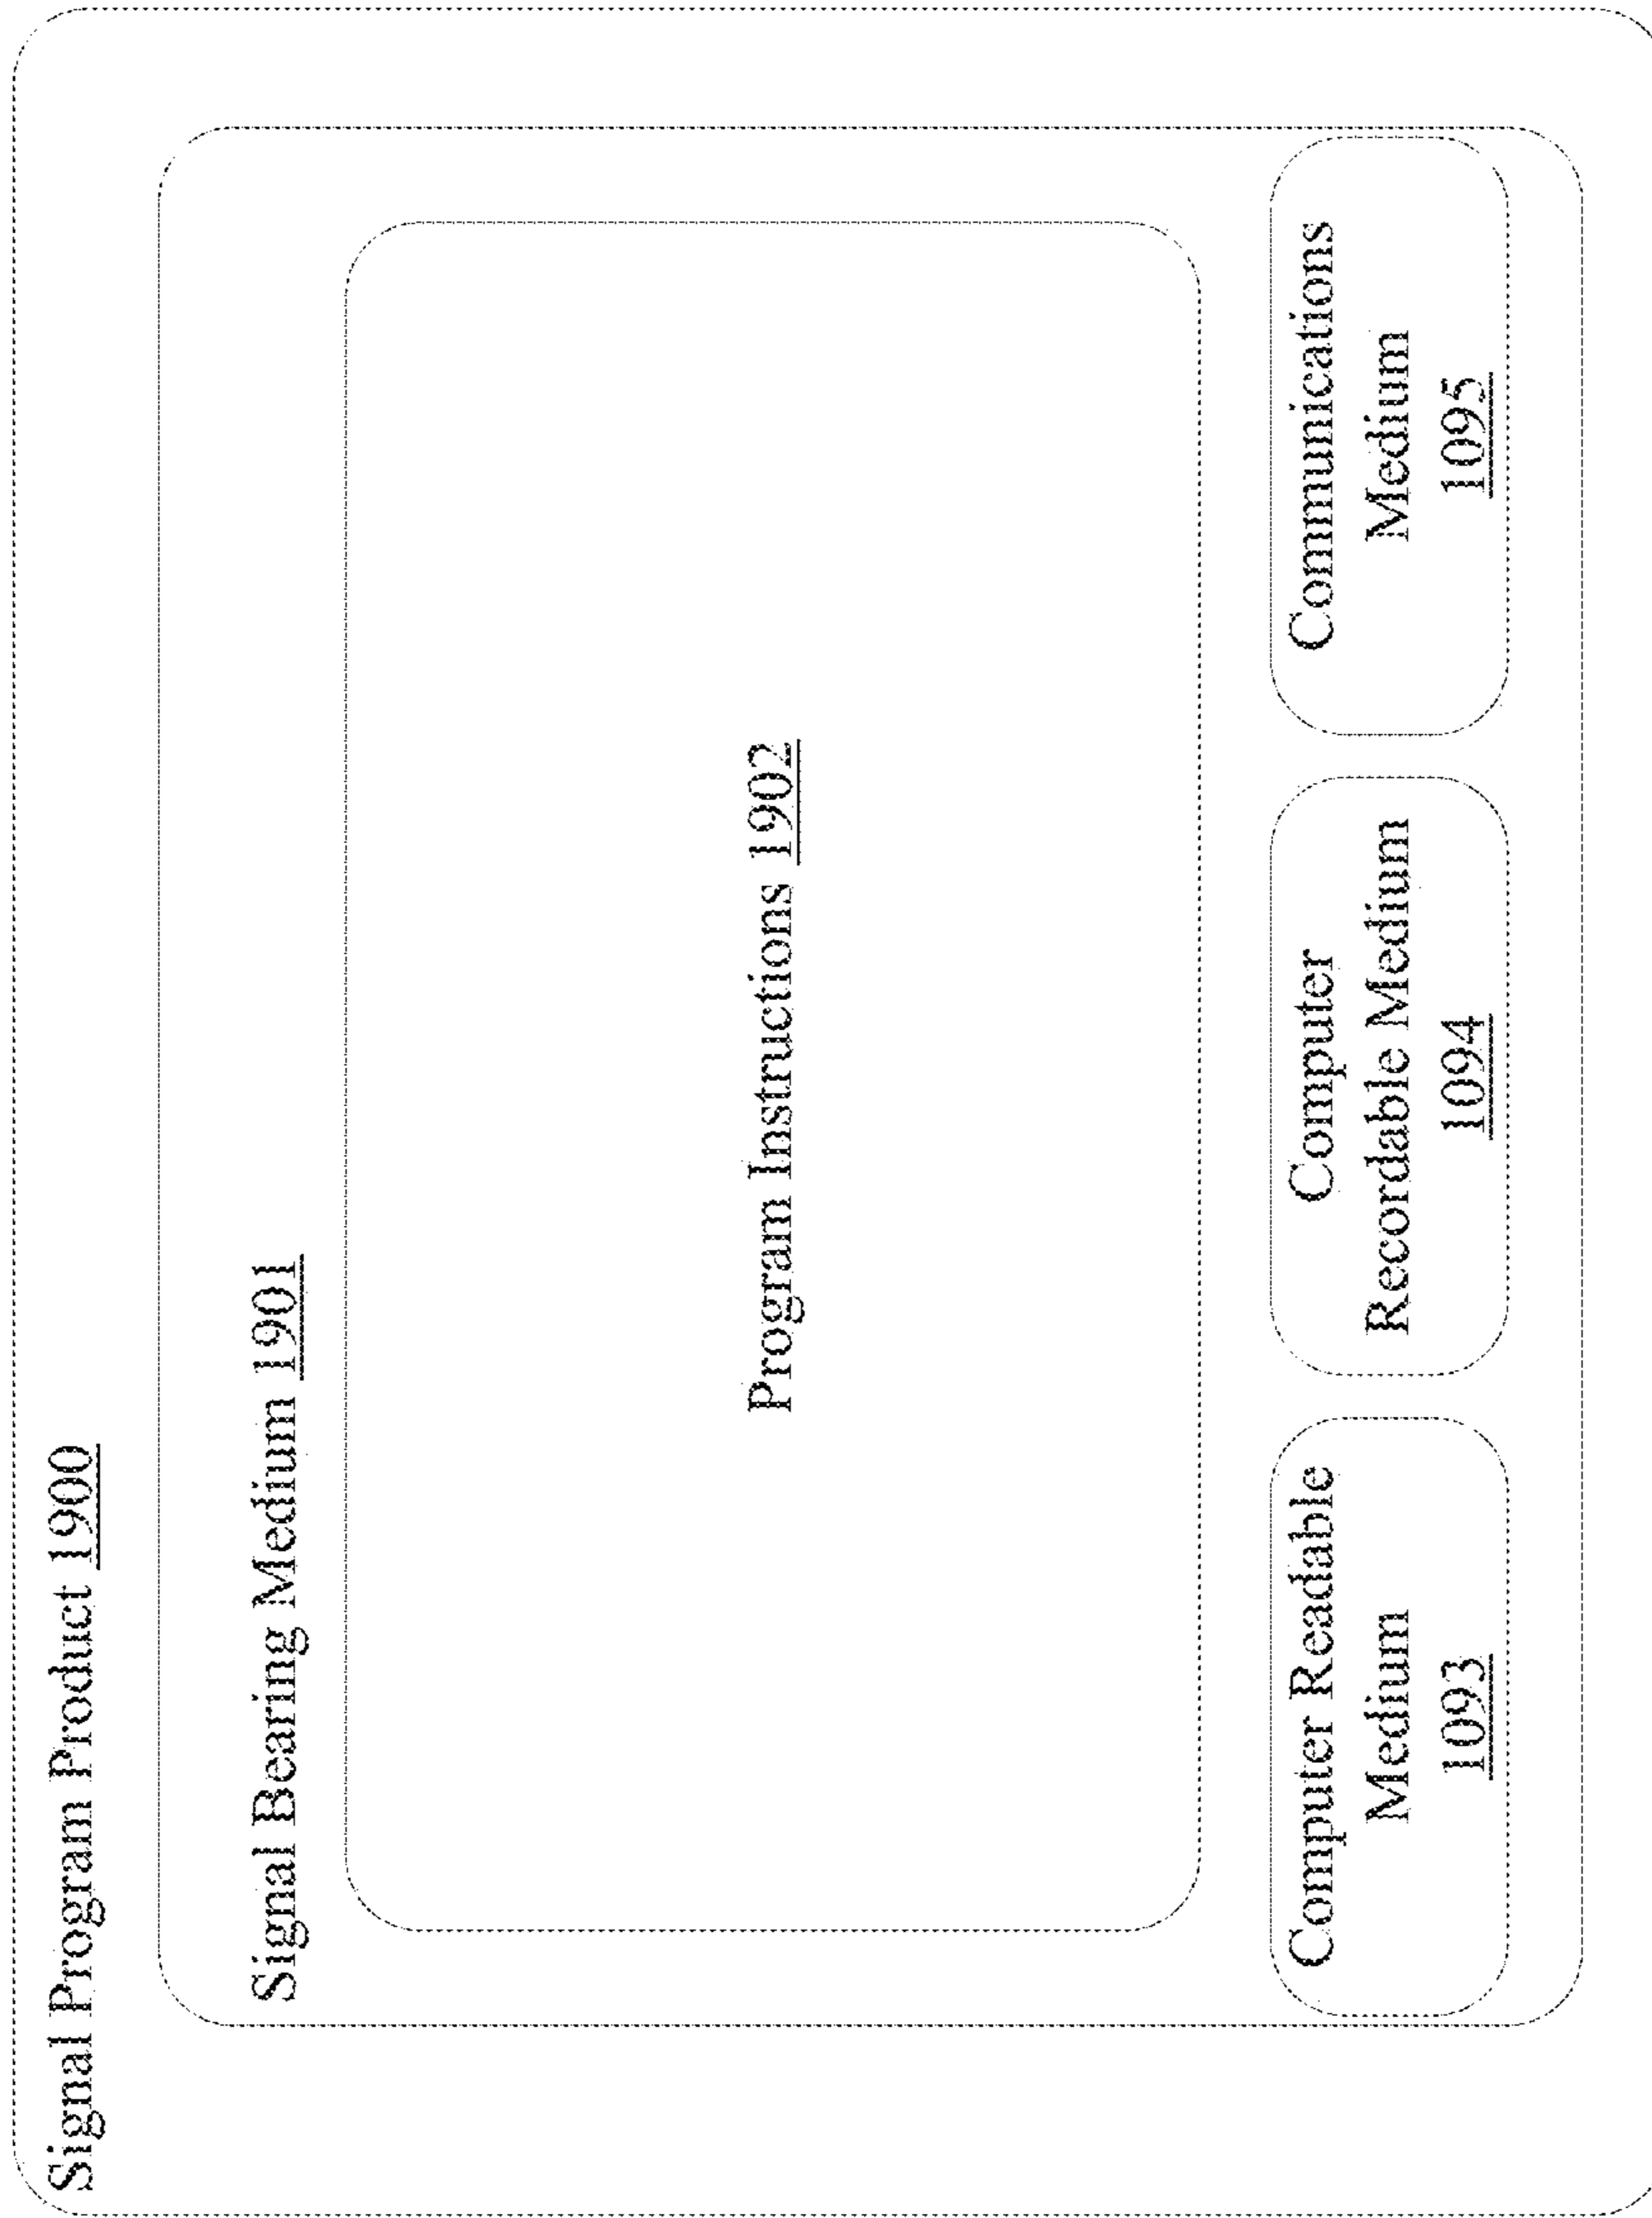 Signal Program Product 1900
Signal Bearing Medium 1901
Program Instructions 1902
Computer Readable
Medium
1093
Computer
Recordable Medium
1094
Communications
Medium
1095